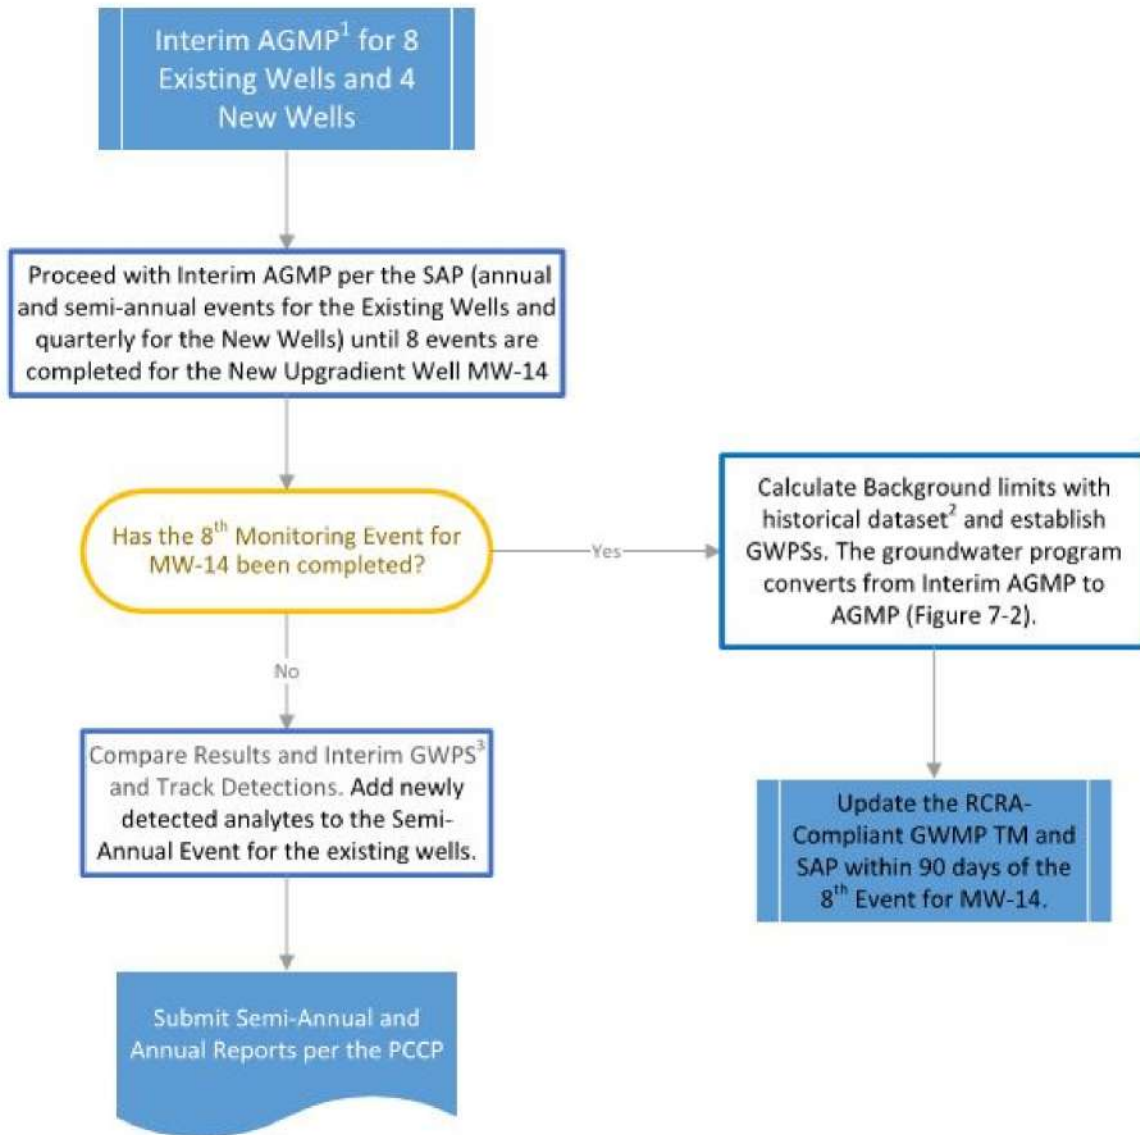 Interim AGMP¹ for 8
Existing Wells and 4
New Wells
Proceed with Interim AGMP per the SAP (annual
and semi-annual events for the Existing Wells and
quarterly for the New Wells) until 8 events are
completed for the New Upgradient Well MW-14
Has the 8th Monitoring Event for
MW-14 been completed?
Yes
Calculate Background limits with
historical dataset² and establish
GWPSs. The groundwater program
converts from Interim AGMP to
AGMP (Figure 7-2).
No
Compare Results and Interim GWPS³
and Track Detections. Add newly
detected analytes to the Semi-
Annual Event for the existing wells.
Update the RCRA-
Compliant GWMP TM and
SAP within 90 days of the
8th Event for MW-14.
Submit Semi-Annual and
Annual Reports per the PCCP